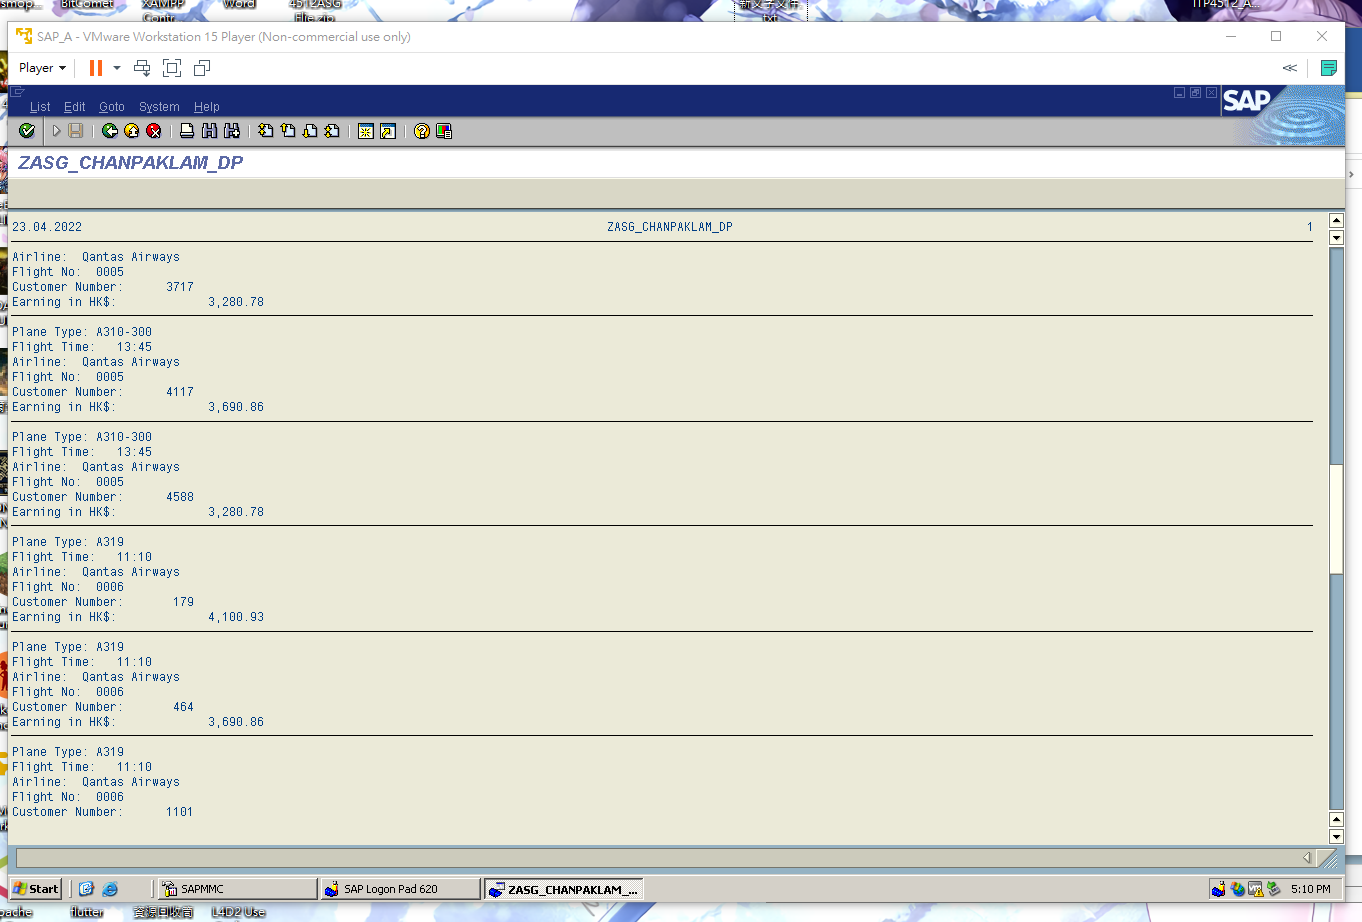 BitComet
XAMPP
Word
4512ASG
Contr
File.zip
新文字文件.
txt
ITP4512_A...
SAP_A - VMware Workstation 15 Player (Non-commercial use only)
Player
List Edit Goto System Help
SAP
ZASG_CHANPAKLAM_DP
23.04.2022 ZASG_CHANPAKLAM_DP 1
Airline: Qantas Airways
Flight No: 0005
Customer Number: 3717
Earning in HK$: 3,280.78
Plane Type: A310-300
Flight Time: 13:45
Airline: Qantas Airways
Flight No: 0005
Customer Number: 4117
Earning in HK$: 3,690.86
Plane Type: A310-300
Flight Time: 13:45
Airline: Qantas Airways
Flight No: 0005
Customer Number: 4588
Earning in HK$: 3,280.78
Plane Type: A319
Flight Time: 11:10
Airline: Qantas Airways
Flight No: 0006
Customer Number: 179
Earning in HK$: 4,100.93
Plane Type: A319
Flight Time: 11:10
Airline: Qantas Airways
Flight No: 0006
Customer Number: 464
Earning in HK$: 3,690.86
Plane Type: A319
Flight Time: 11:10
Airline: Qantas Airways
Flight No: 0006
Customer Number: 1101
Start SAPMMC SAP Logon Pad 620 ZASG_CHANPAKLAM_... 5:10 PM
pache flutter 資源回收筒 L4D2 Use